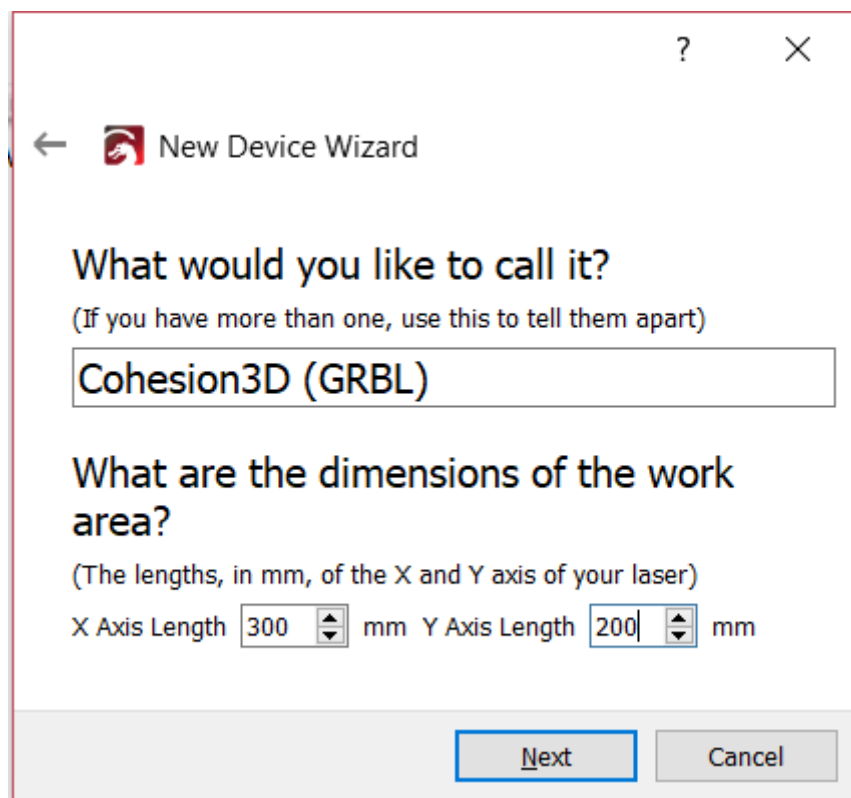 ?
New Device Wizard
What would you like to call it?
(If you have more than one, use this to tell them apart)
Cohesion3D (GRBL)
What are the dimensions of the work
area?
(The lengths, in mm, of the X and Y axis of your laser)
X Axis Length 300 mm Y Axis Length 200 mm
Next Cancel